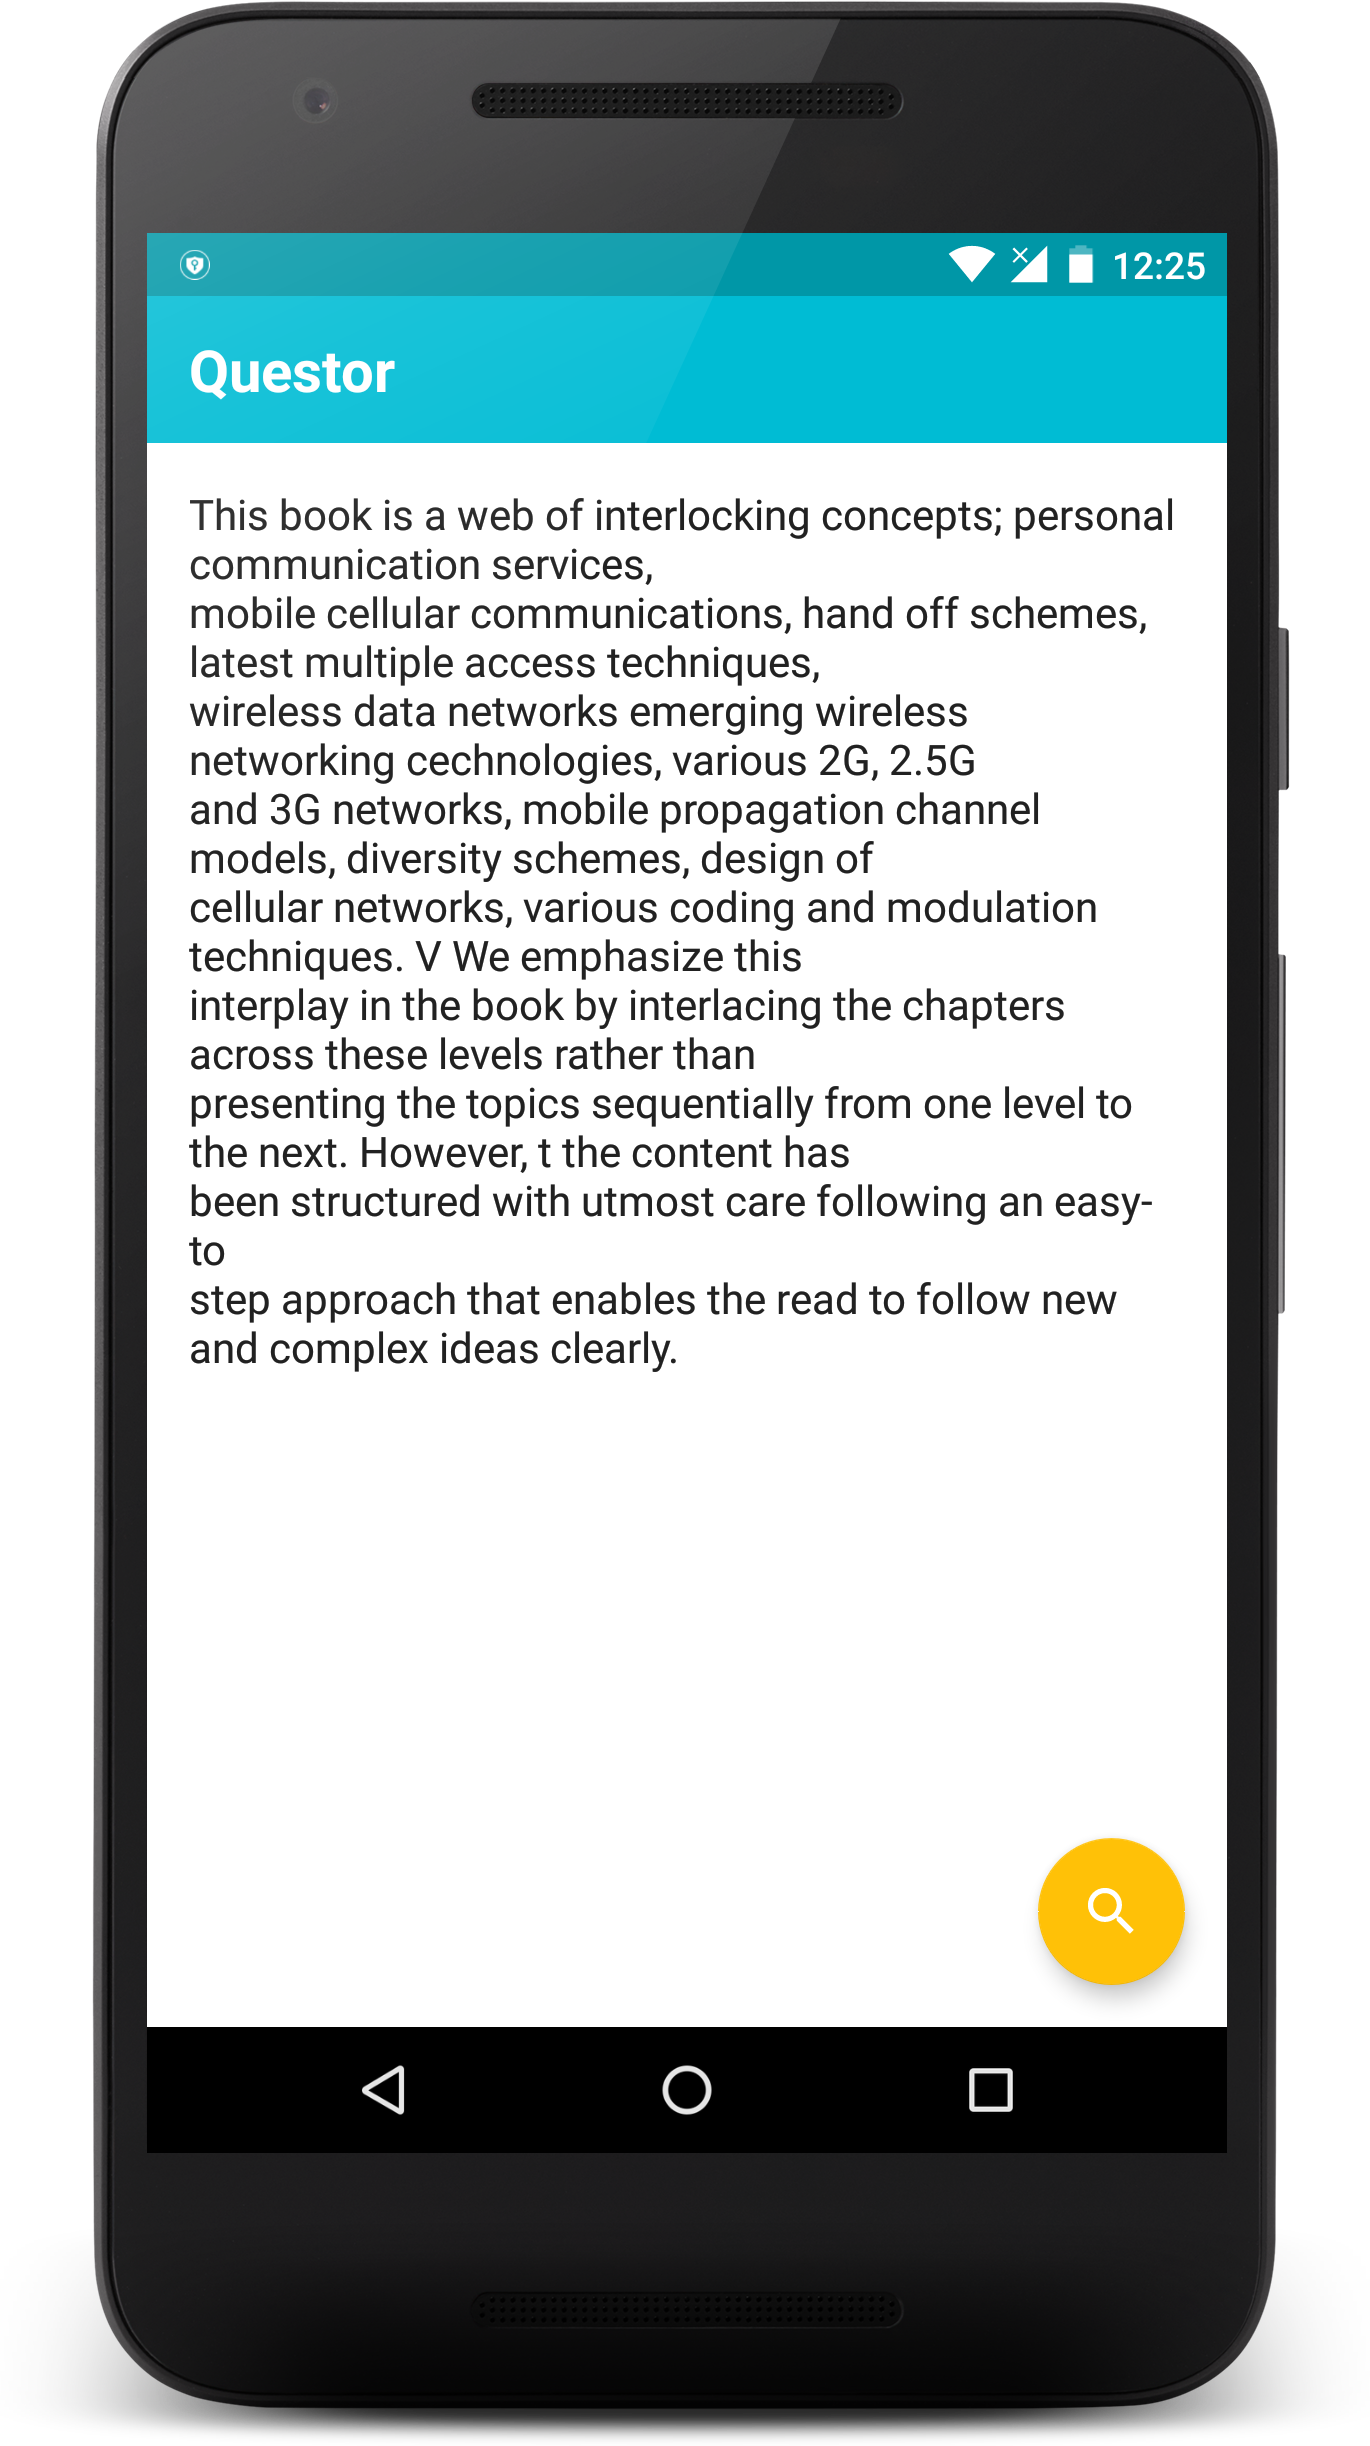 12:25
Questor
This book is a web of interlocking concepts; personal
communication services,
mobile cellular communications, hand off schemes,
latest multiple access techniques,
wireless data networks emerging wireless
networking cechnologies, various 2G, 2.5G
and 3G networks, mobile propagation channel
models, diversity schemes, design of
cellular networks, various coding and modulation
techniques. V We emphasize this
interplay in the book by interlacing the chapters
across these levels rather than
presenting the topics sequentially from one level to
the next. However, t the content has
been structured with utmost care following an easy-
to
step approach that enables the read to follow new
and complex ideas clearly.